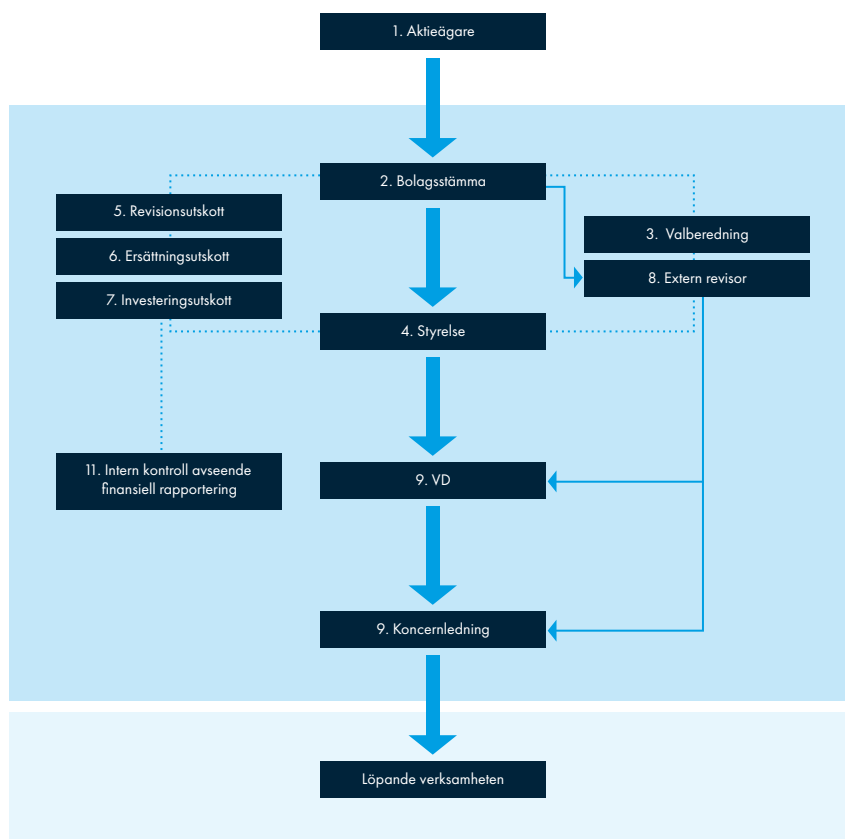 1. Aktieägare
2. Bolagsstämma
5. Revisionsutskott
3. Valberedning
6. Ersättningsutskott
8. Extern revisor
7. Investeringsutskott
4. Styrelse
11. Intern kontroll avseende
finansiell rapportering
9. VD
9. Koncernledning
Löpande verksamheten